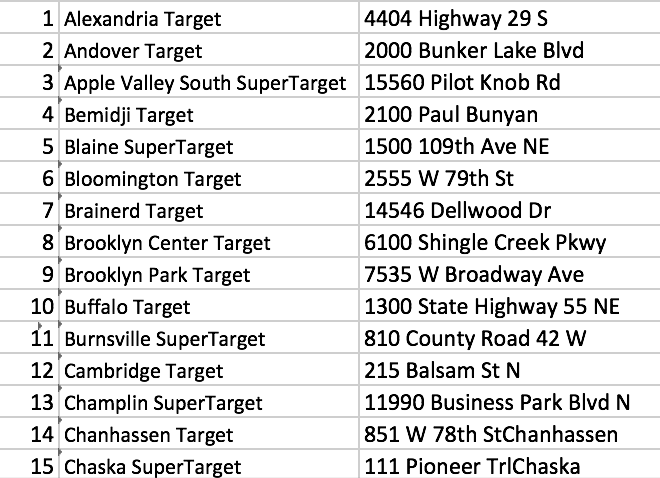 1 Alexandria Target 4404 Highway 29 S
2 Andover Target 2000 Bunker Lake Blvd
3 Apple Valley South SuperTarget 15560 Pilot Knob Rd
4 Bemidji Target 2100 Paul Bunyan
5 Blaine SuperTarget 1500 109th Ave NE
6 Bloomington Target 2555 W 79th St
7 Brainerd Target 14546 Dellwood Dr
8 Brooklyn Center Target 6100 Shingle Creek Pkwy
9 Brooklyn Park Target 7535 W Broadway Ave
10 Buffalo Target 1300 State Highway 55 NE
11 Burnsville SuperTarget 810 County Road 42 W
12 Cambridge Target 215 Balsam St N
13 Champlin SuperTarget 11990 Business Park Blvd N
14 Chanhassen Target 851 W 78th StChanhassen
15 Chaska SuperTarget 111 Pioneer TrlChaska